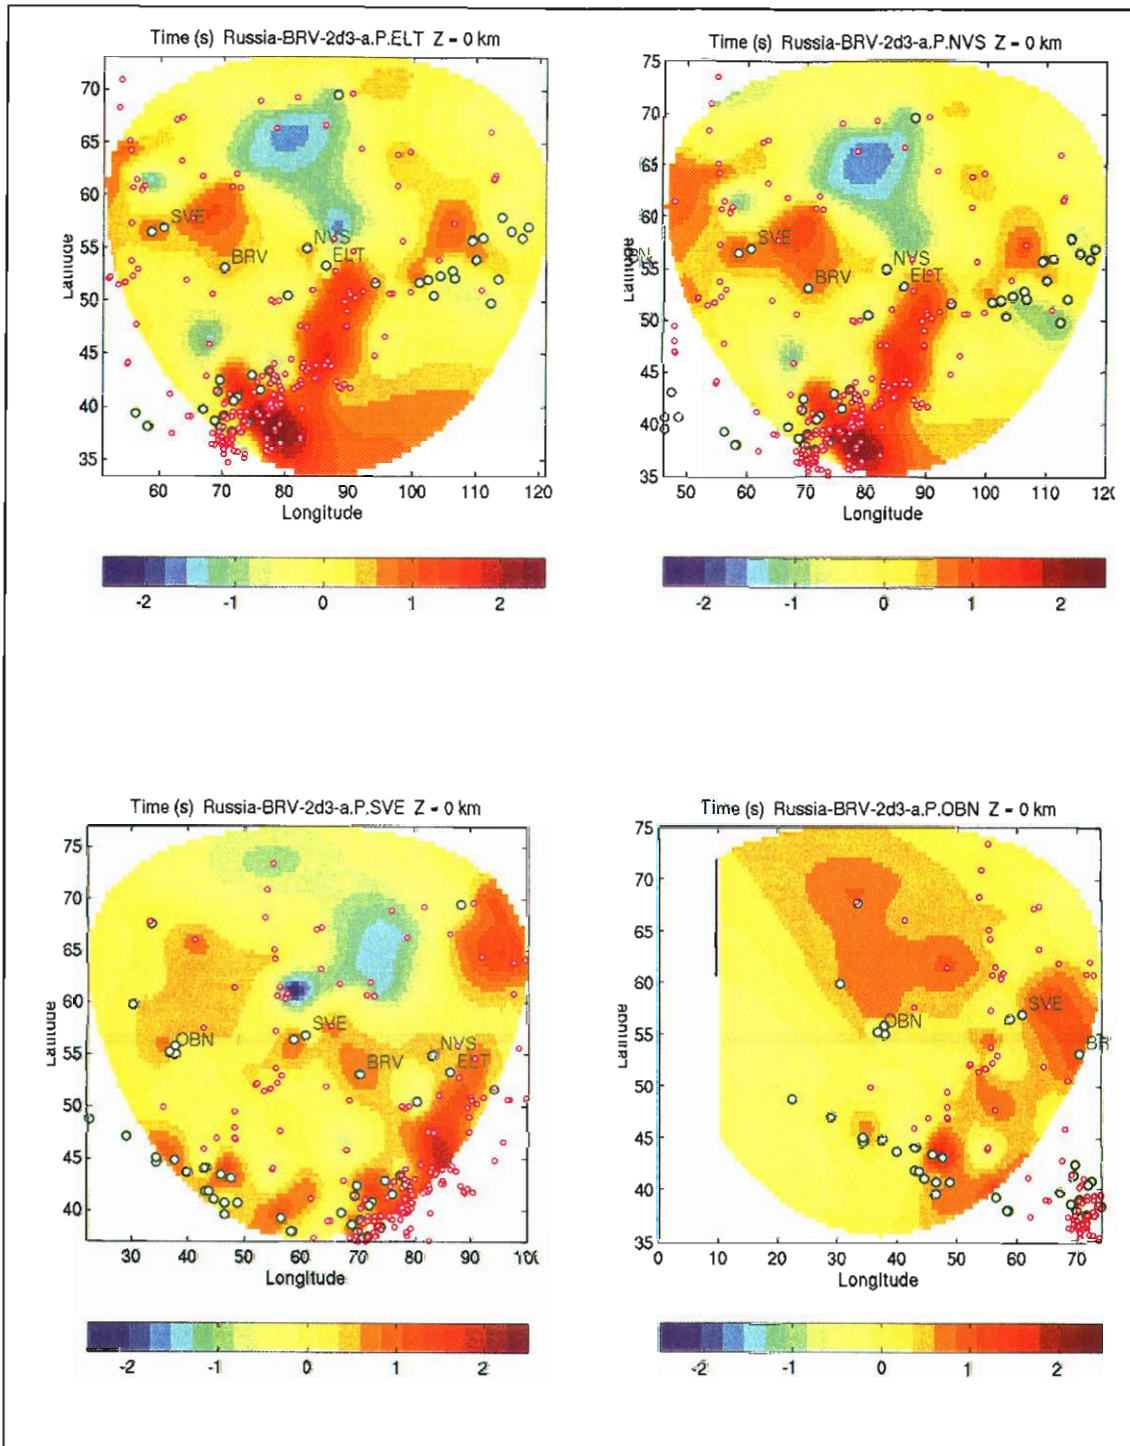 Time (s) Russia-BRV-2d3-a.P.ELT Z = 0 km
70
65
60
55
50
45
40
35
Latitude
SVE
BRV
NVS
ELT
60 70 80 90 100 110 120
Longitude
-2 -1 0 1 2
Time (s) Russia-BRV-2d3-a.P.NVS Z = 0 km
75
70
65
60
55
50
45
40
35
SVE
BRV
NVS
ELT
50 60 70 80 90 100 110
Longitude
-2 -1 0 1 2
Time (s) Russia-BRV-2d3-a.P.SVE Z = 0 km
75
70
65
60
55
50
45
40
Latitude
OBN
SVE
BRV
NVS
ELT
30 40 50 60 70 80 90
Longitude
-2 -1 0 1 2
Time (s) Russia-BRV-2d3-a.P.OBN Z = 0 km
75
70
65
60
55
50
45
40
35
OBN
SVE
0 10 20 30 40 50 60 70
Longitude
-2 -1 0 1 2